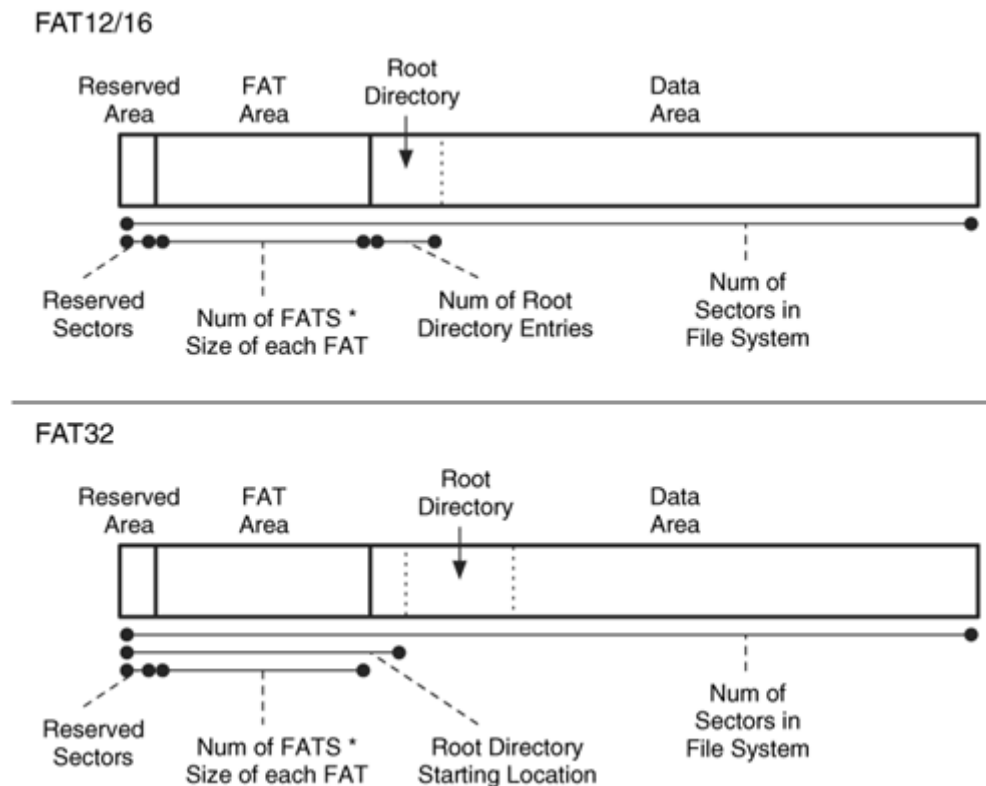 FAT12/16
Reserved
Area
FAT
Area
Root
Directory
Data
Area
Reserved
Sectors
Num of FATS *
Size of each FAT
Num of Root
Directory Entries
Num of
Sectors in
File System
FAT32
Reserved
Area
FAT
Area
Root
Directory
Data
Area
Reserved
Sectors
Num of FATS *
Size of each FAT
Root Directory
Starting Location
Num of
Sectors in
File System